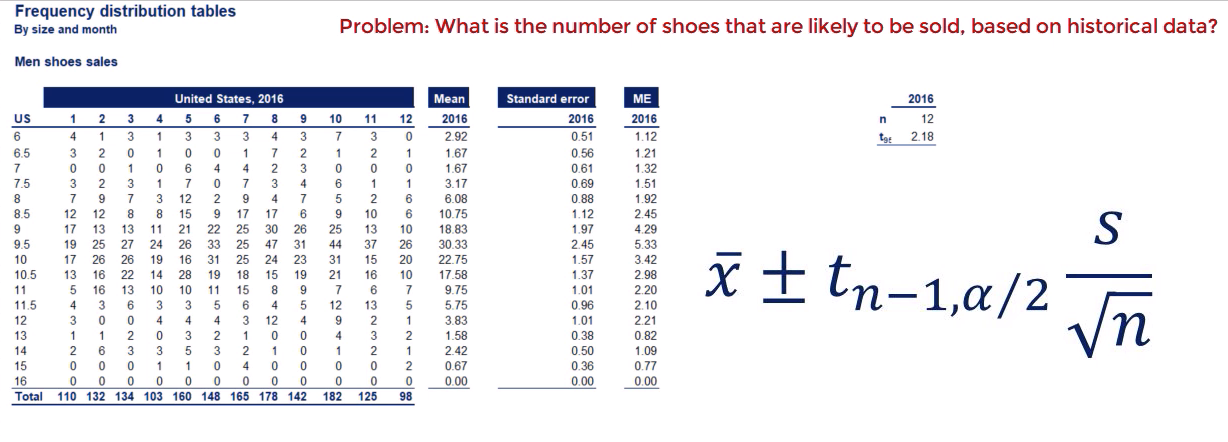 Frequency distribution tables
By size and month
Problem: What is the number of shoes that are likely to be sold, based on historical data?
Men shoes sales
United States, 2016 Mean Standard error ME 2016
US 1 2 3 4 5 6 7 8 9 10 11 12 2016 2016 2016 n 12
6 4 1 3 1 3 3 3 4 3 7 3 0 2.92 0.51 1.12 t95 2.18
6.5 3 2 0 1 0 0 1 7 2 1 2 1 1.67 0.56 1.21
7 0 0 1 0 6 4 4 2 3 0 0 0 1.67 0.61 1.32
7.5 3 2 3 1 7 0 7 3 4 6 1 1 3.17 0.69 1.51
8 7 9 7 3 12 2 9 4 7 5 2 6 6.08 0.88 1.92
8.5 12 12 8 8 15 9 17 17 6 9 10 6 10.75 1.12 2.45
9 17 13 13 11 21 22 25 30 26 25 13 10 18.83 1.97 4.29
9.5 19 25 27 24 26 33 25 47 31 44 37 26 30.33 2.45 5.33
10 17 26 26 19 16 31 25 24 23 31 15 20 22.75 1.57 3.42
10.5 13 16 22 14 28 19 18 15 19 21 16 10 17.58 1.37 2.98
11 5 16 13 10 10 11 15 8 9 7 6 7 9.75 1.01 2.20
11.5 4 3 6 3 3 5 6 4 5 12 13 5 5.75 0.96 2.10
12 3 0 0 4 4 4 3 12 4 9 2 1 3.83 1.01 2.21
13 1 1 2 0 3 2 1 0 0 4 3 2 1.58 0.38 0.82
14 2 6 3 3 5 3 2 1 0 1 2 1 2.42 0.50 1.09
15 0 0 0 1 1 0 4 0 0 0 0 2 0.67 0.36 0.77
16 0 0 0 0 0 0 0 0 0 0 0 0 0.00 0.00 0.00
Total 110 132 134 103 160 148 165 178 142 182 125 98
x̄ ± tn−1,α/2 s/√n